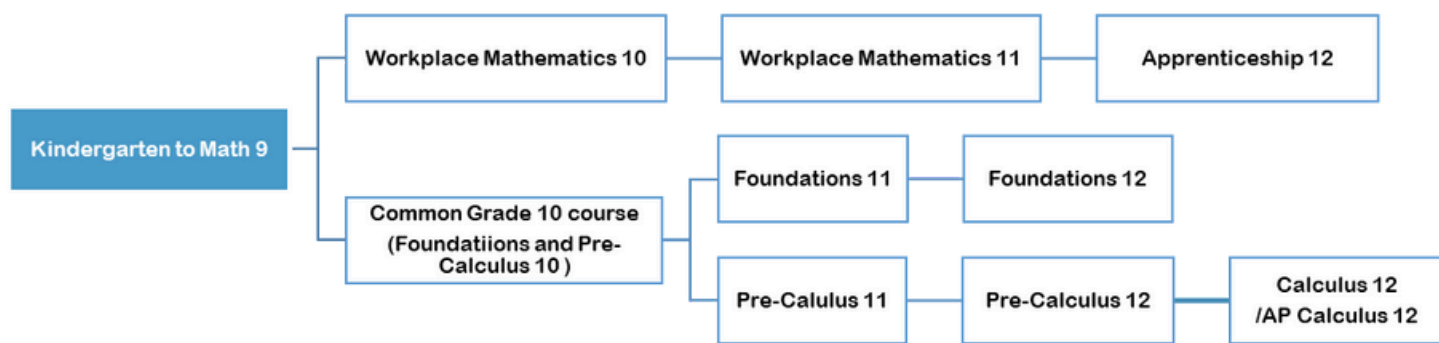 Kindergarten to Math 9
Workplace Mathematics 10
Workplace Mathematics 11
Apprenticeship 12
Common Grade 10 course
(Foundatiions and Pre-
Calculus 10 )
Foundations 11
Foundations 12
Pre-Calulus 11
Pre-Calculus 12
Calculus 12
/AP Calculus 12